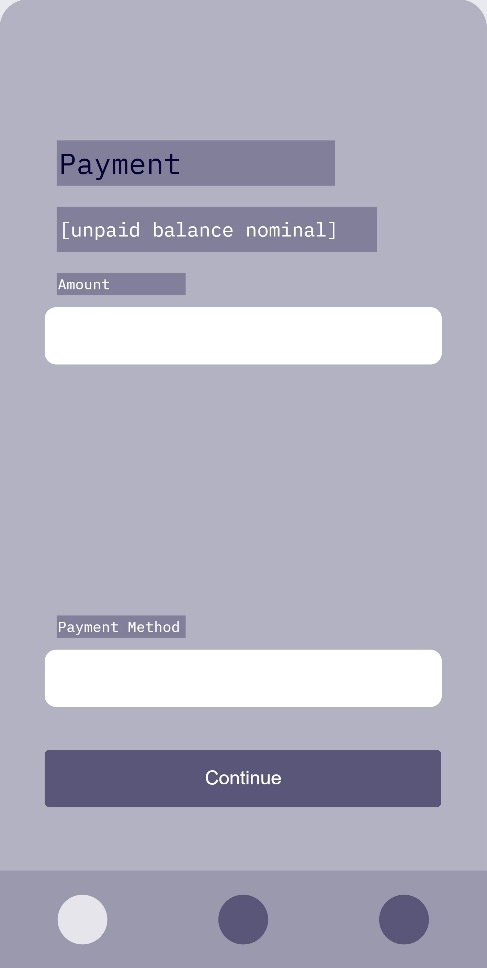 Payment
[unpaid balance nominal]
Amount
Payment Method
Continue